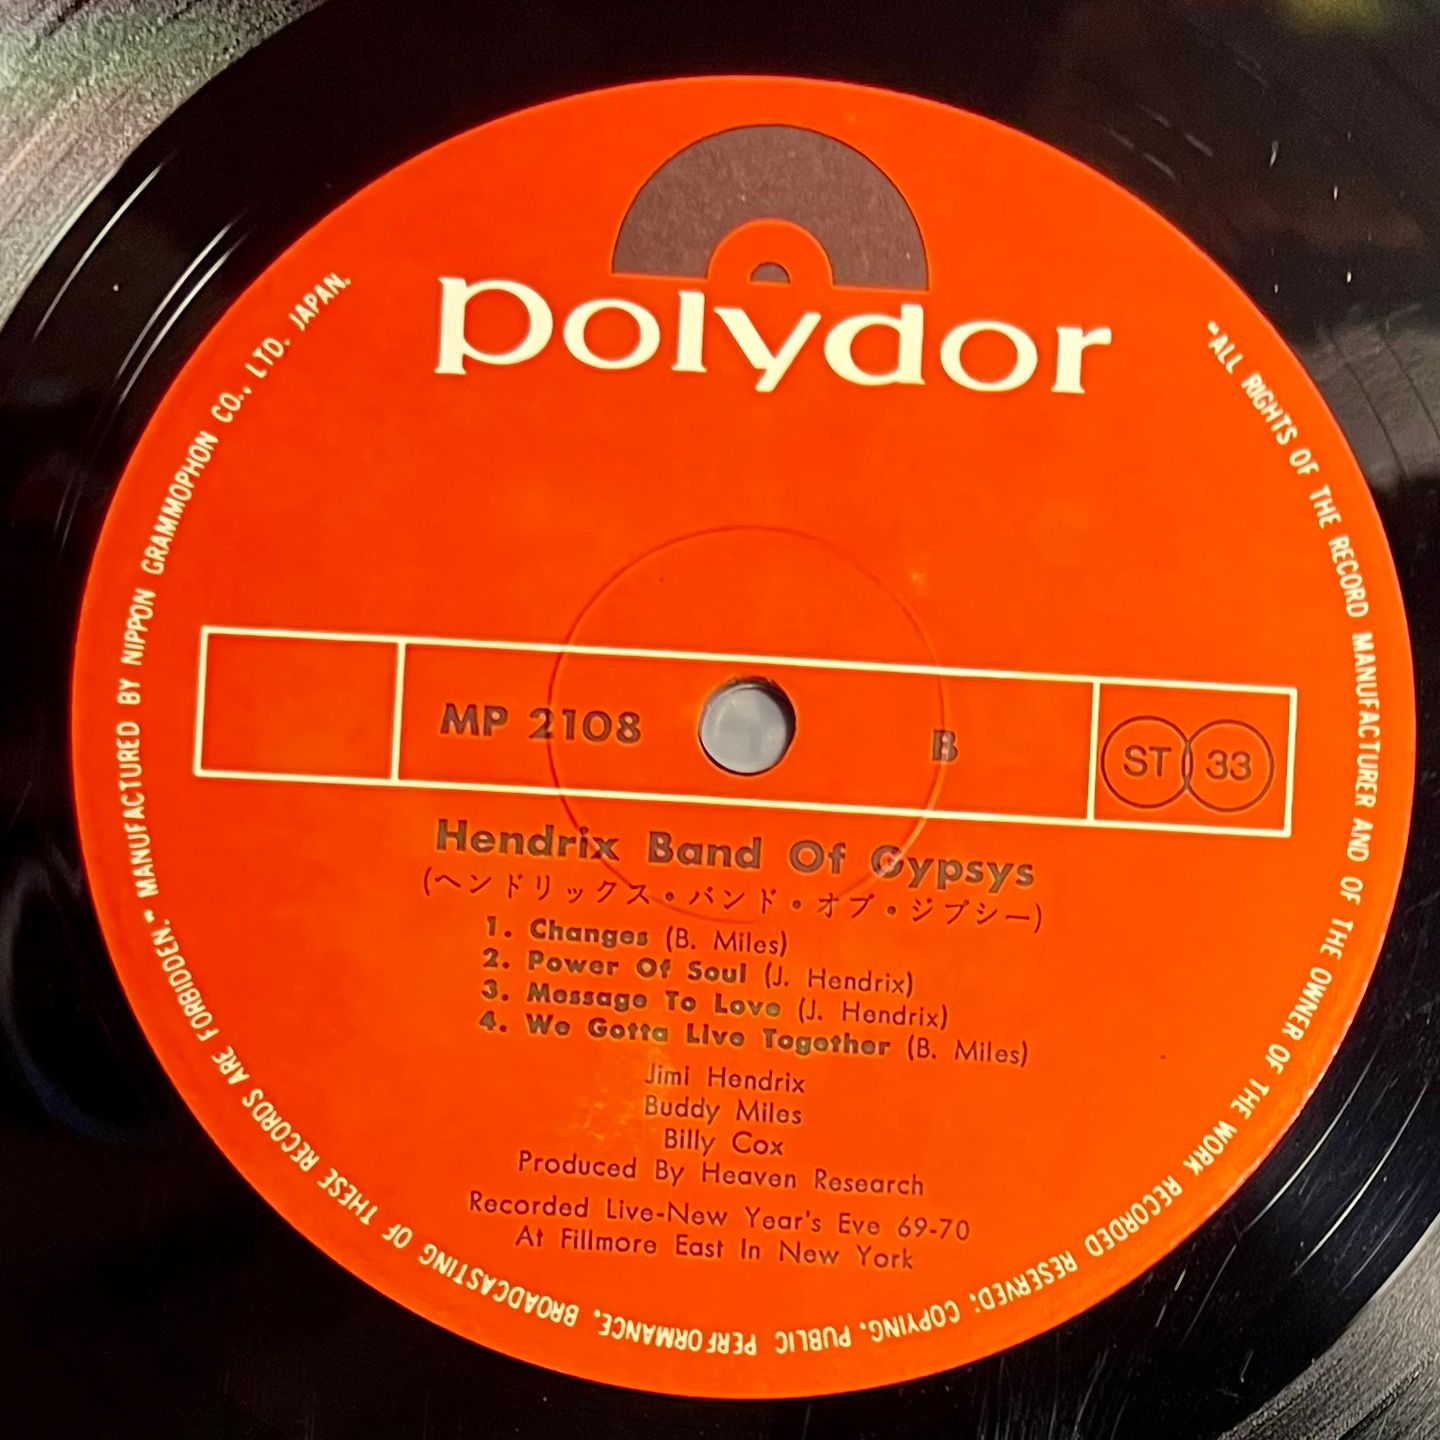 polydor
"ALL RIGHTS OF THE RECORD MANUFACTURER AND OF THE OWNER OF THE WORK RECORDED RESERVED; COPYING, PUBLIC PERFORMANCE, BROADCASTING OF THESE RECORDS ARE FORBIDDEN." MANUFACTURED BY NIPPON GRAMMOPHON CO., LTD. JAPAN.
MP 2108 B ST 33
Hendrix Band Of Gypsys
(ヘンドリックス・バンド・オブ・ジプシー)
1. Changes (B. Miles)
2. Power Of Soul (J. Hendrix)
3. Message To Love (J. Hendrix)
4. We Gotta Live Together (B. Miles)
Jimi Hendrix
Buddy Miles
Billy Cox
Produced By Heaven Research
Recorded Live-New Year's Eve 69-70
At Fillmore East In New York